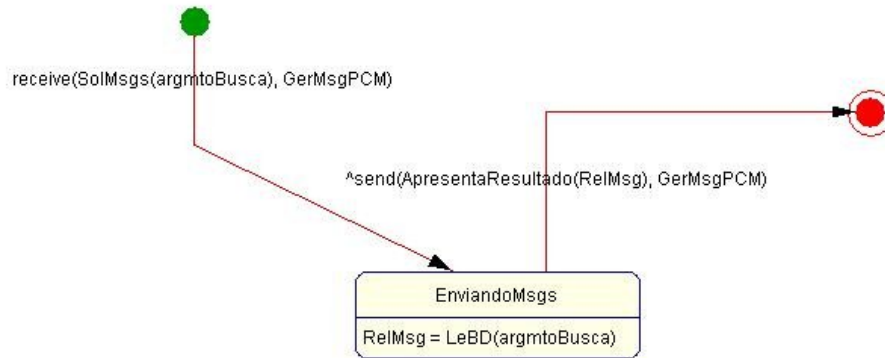 receive(SolMsgs(argmtoBusca), GerMsgPCM)
^send(ApresentaResultado(RelMsg), GerMsgPCM)
EnviandoMsgs
RelMsg = LeBD(argmtoBusca)